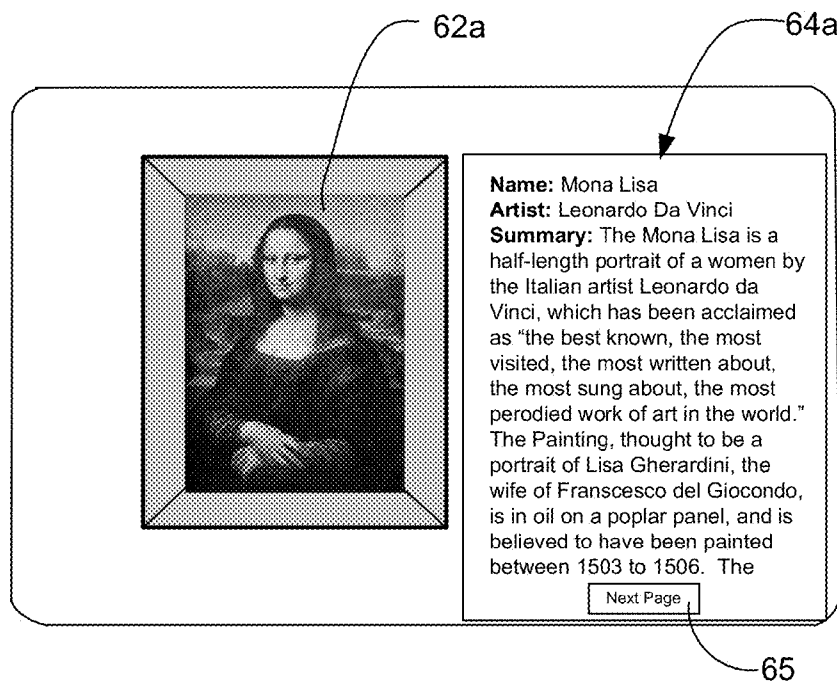 62a
64a
Name: Mona Lisa
Artist: Leonardo Da Vinci
Summary: The Mona Lisa is a
half-length portrait of a women by
the Italian artist Leonardo da
Vinci, which has been acclaimed
as “the best known, the most
visited, the most written about,
the most sung about, the most
perodied work of art in the world.”
The Painting, thought to be a
portrait of Lisa Gherardini, the
wife of Franscesco del Giocondo,
is in oil on a poplar panel, and is
believed to have been painted
between 1503 to 1506. The
Next Page
65